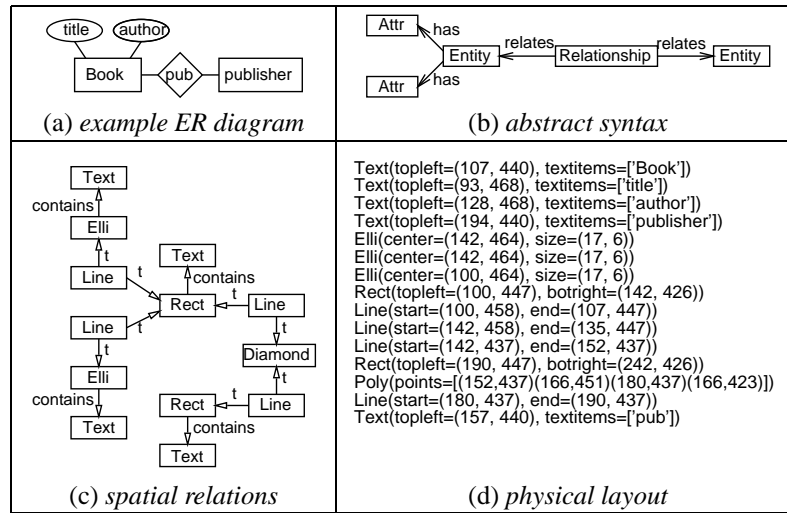 title
author
Book
pub
publisher
(a) example ER diagram
Attr
has
Entity
relates
Relationship
relates
Entity
has
Attr
(b) abstract syntax
Text
contains
Elli
t
Text
contains
Line
t
Rect
t
Line
Line
t
t
t
Diamond
Elli
t
contains
Rect
t
Line
contains
Text
Text
(c) spatial relations
Text(topleft=(107, 440), textitems=['Book'])
Text(topleft=(93, 468), textitems=['title'])
Text(topleft=(128, 468), textitems=['author'])
Text(topleft=(194, 440), textitems=['publisher'])
Elli(center=(142, 464), size=(17, 6))
Elli(center=(142, 464), size=(17, 6))
Elli(center=(100, 464), size=(17, 6))
Rect(topleft=(100, 447), botright=(142, 426))
Line(start=(100, 458), end=(107, 447))
Line(start=(142, 458), end=(135, 447))
Line(start=(142, 437), end=(152, 437))
Rect(topleft=(190, 447), botright=(242, 426))
Poly(points=[(152,437)(166,451)(180,437)(166,423)])
Line(start=(180, 437), end=(190, 437))
Text(topleft=(157, 440), textitems=['pub'])
(d) physical layout